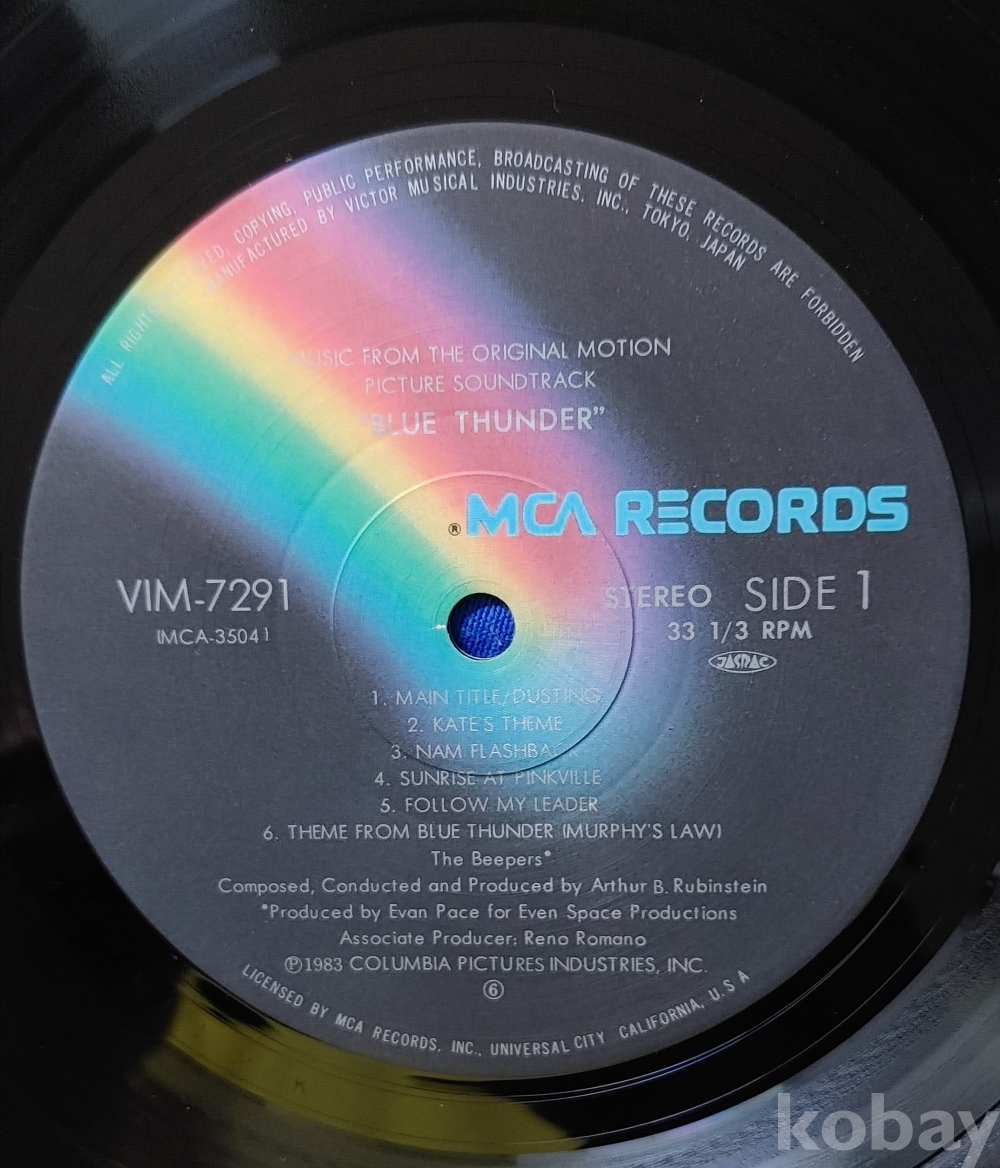 ALL RIGHTS COPYING, PUBLIC PERFORMANCE, BROADCASTING OF THESE RECORDS ARE FORBIDDEN
MANUFACTURED BY VICTOR MUSICAL INDUSTRIES, INC., TOKYO, JAPAN
MUSIC FROM THE ORIGINAL MOTION
PICTURE SOUNDTRACK
"BLUE THUNDER"
® MCA RECORDS
VIM-7291
(MCA-3504)
STEREO SIDE 1
33 1/3 RPM
JASRAC
1. MAIN TITLE/DUSTING
2. KATE'S THEME
3. NAM FLASHBACK
4. SUNRISE AT PINKVILLE
5. FOLLOW MY LEADER
6. THEME FROM BLUE THUNDER (MURPHY'S LAW)
The Beepers*
Composed, Conducted and Produced by Arthur B. Rubinstein
*Produced by Evan Pace for Even Space Productions
Associate Producer: Reno Romano
℗1983 COLUMBIA PICTURES INDUSTRIES, INC.
⑥
LICENSED BY MCA RECORDS, INC., UNIVERSAL CITY CALIFORNIA, U.S A
kobay